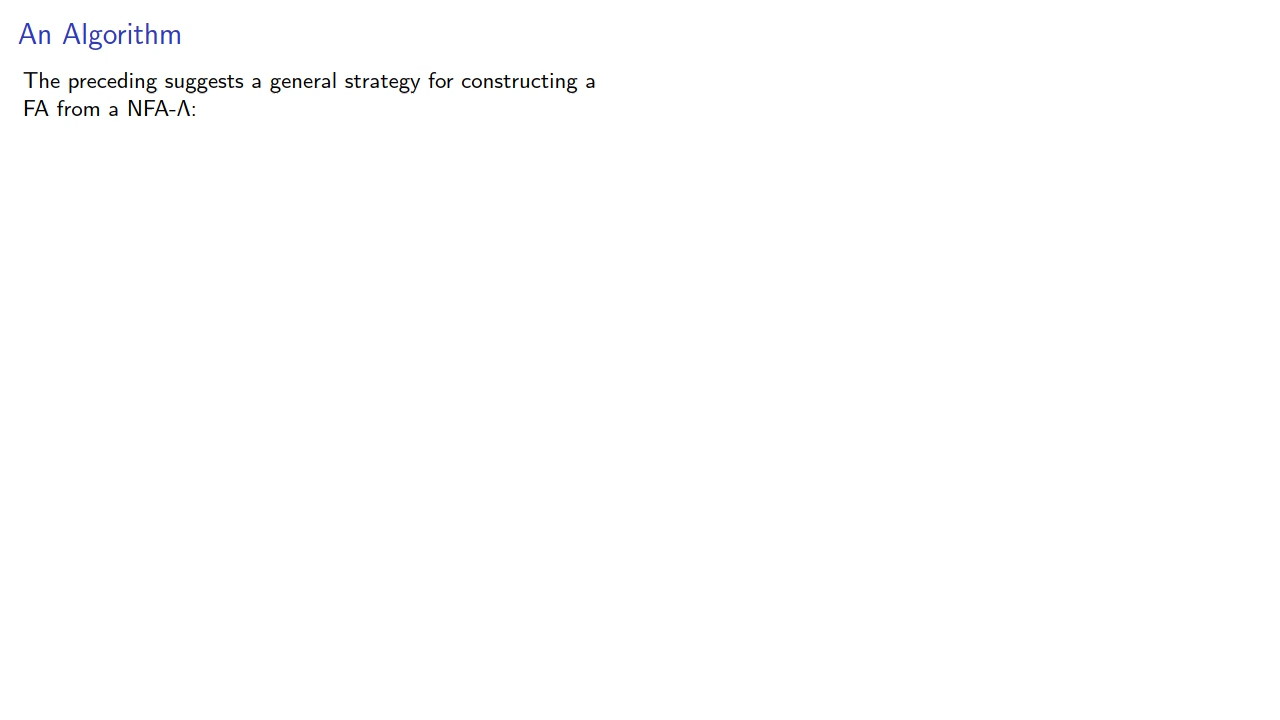 An Algorithm
The preceding suggests a general strategy for constructing a
FA from a NFA-Λ: